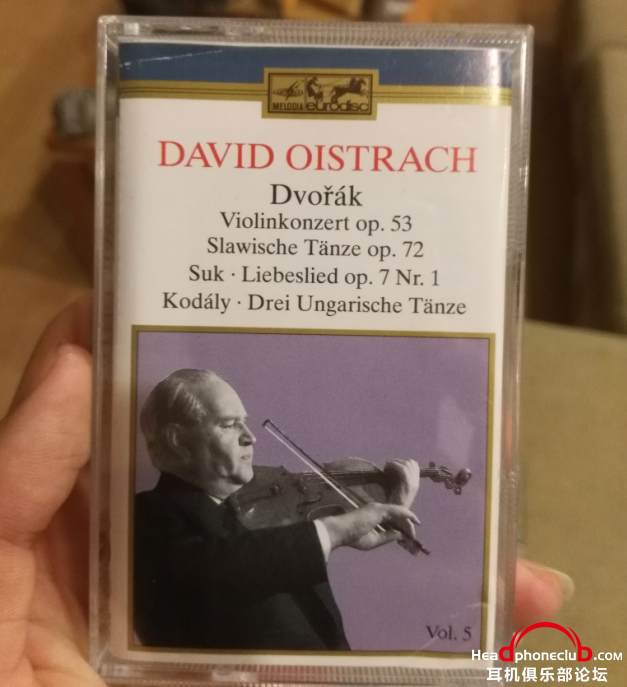 MELODIA eurodisc
DAVID OISTRACH
Dvořák
Violinkonzert op. 53
Slawische Tänze op. 72
Suk · Liebeslied op. 7 Nr. 1
Kodály · Drei Ungarische Tänze
Vol. 5
HeadphoneclubD.com
耳机俱乐部论坛